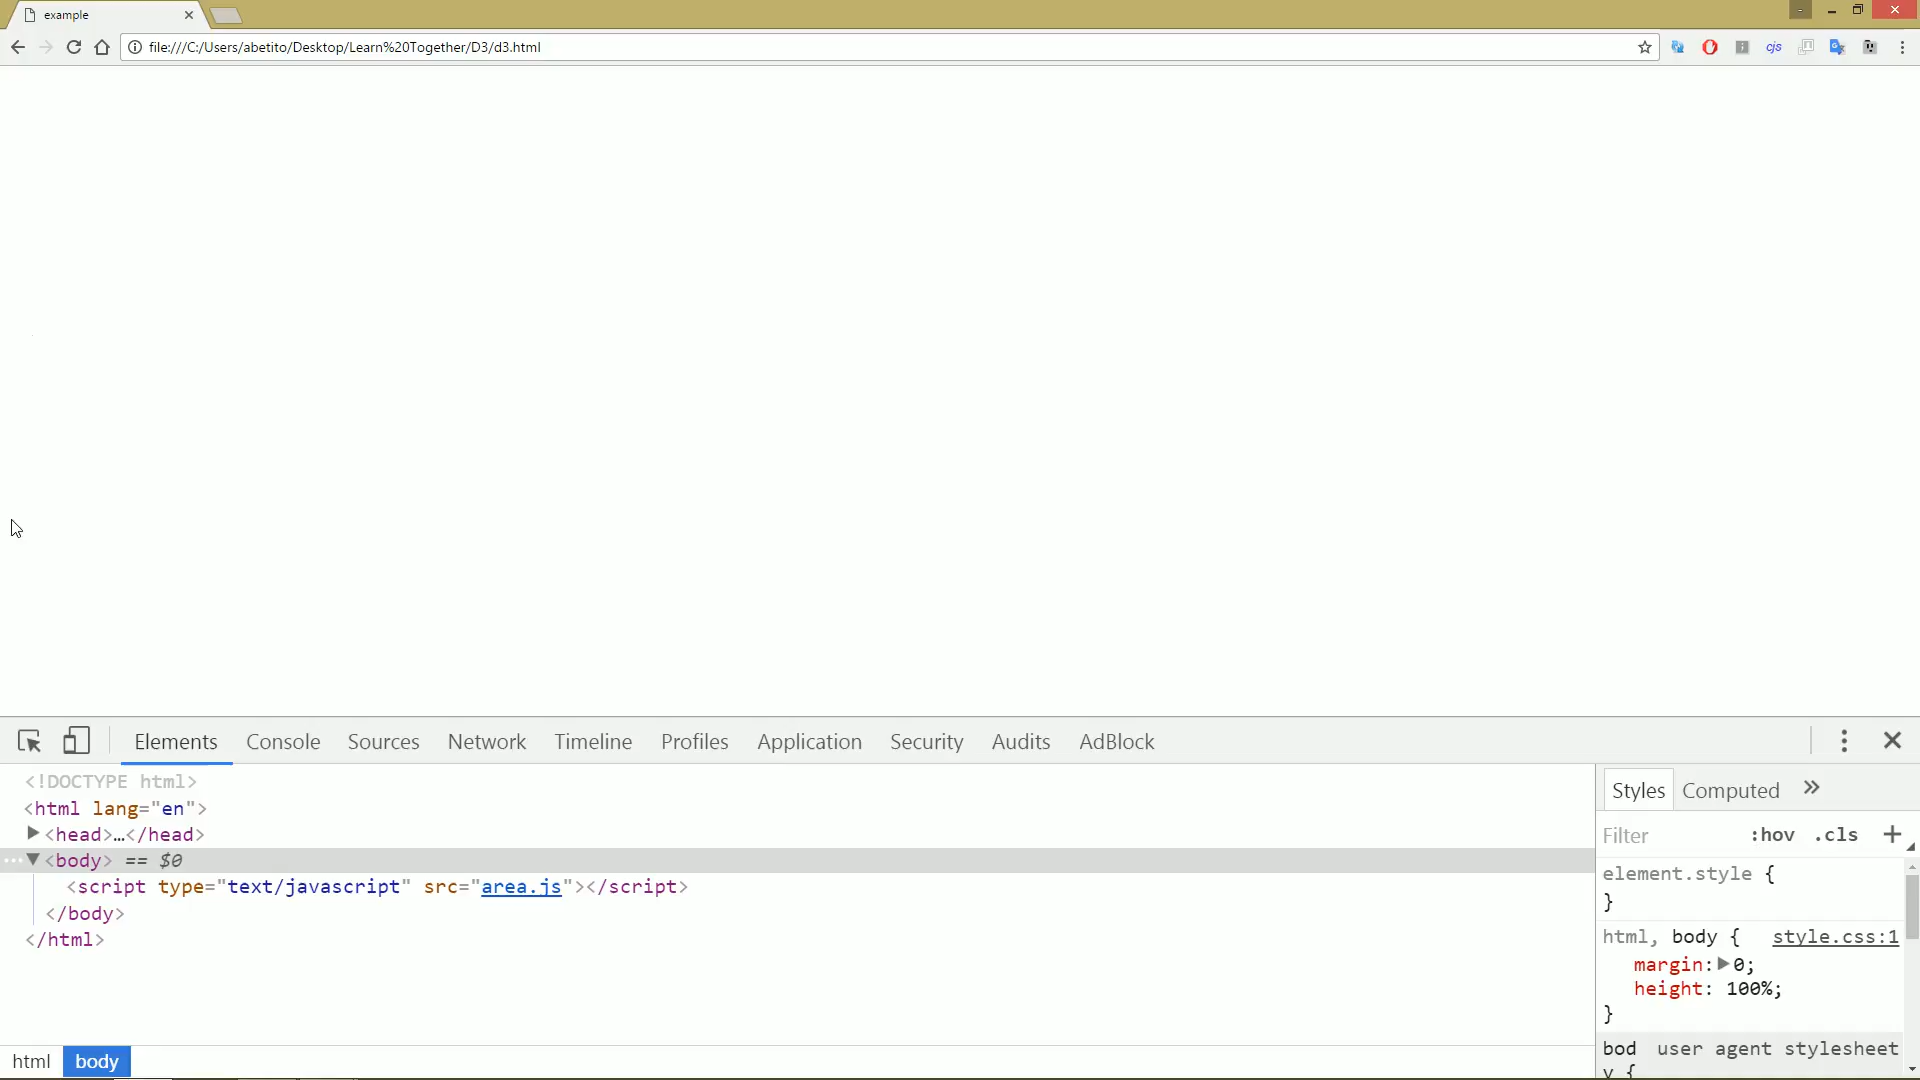 example
file:///C:/Users/abetito/Desktop/Learn%20Together/D3/d3.html
cjs
Elements Console Sources Network Timeline Profiles Application Security Audits AdBlock
<!DOCTYPE html>
<html lang="en">
<head>…</head>
<body> == $0
<script type="text/javascript" src="area.js"></script>
</body>
</html>
html body
Styles Computed »
Filter :hov .cls +
element.style {
}
html, body { style.css:1
margin: 0;
height: 100%;
}
bod user agent stylesheet
y {